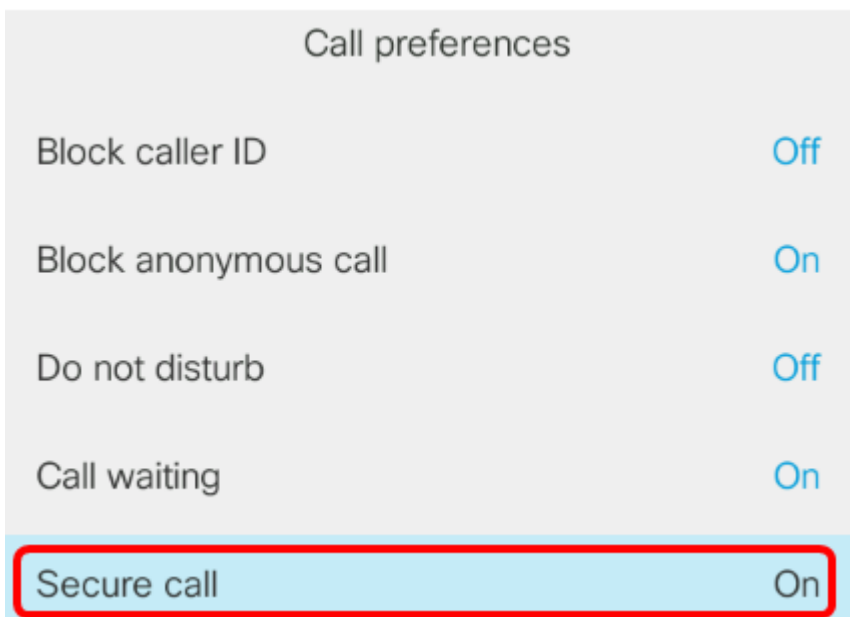 Call preferences
Block caller ID Off
Block anonymous call On
Do not disturb Off
Call waiting On
Secure call On